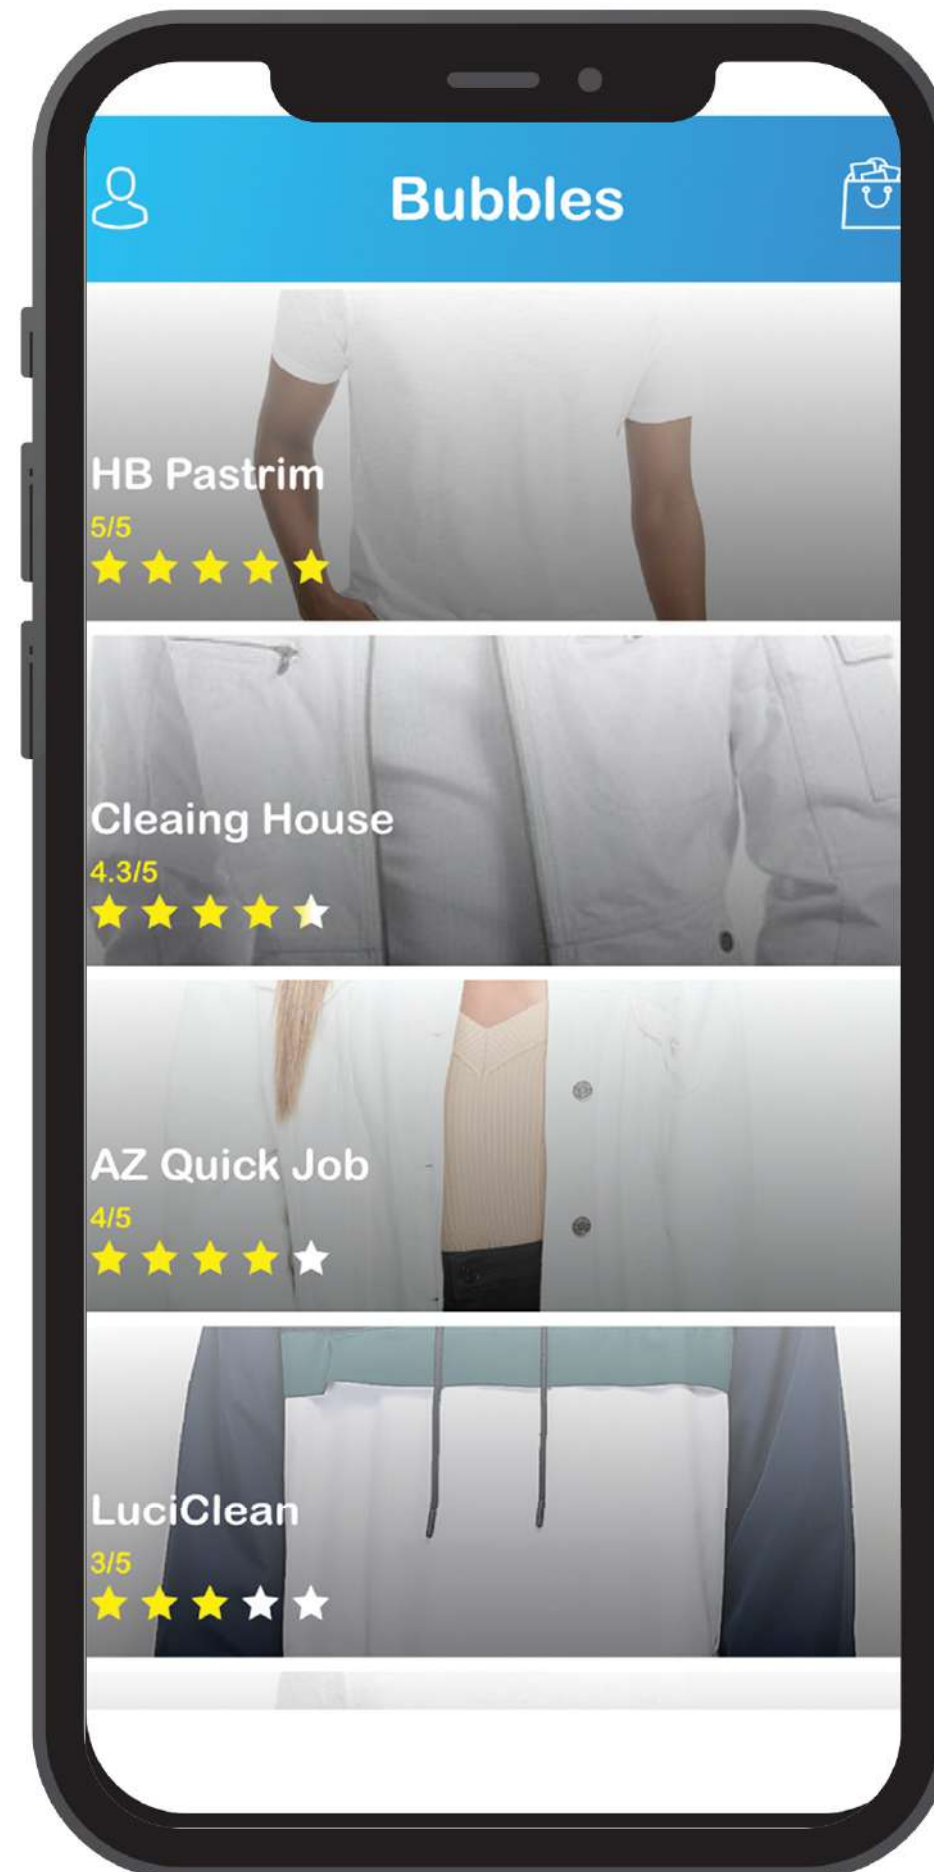 Bubbles
HB Pastrim
5/5
Cleaing House
4.3/5
AZ Quick Job
4/5
LuciClean
3/5